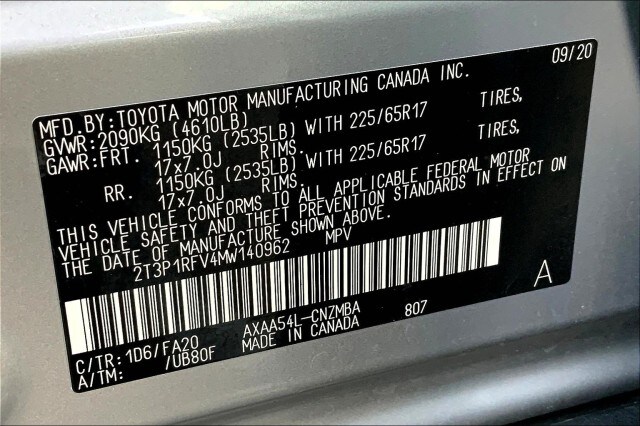 MFD.BY:TOYOTA MOTOR MANUFACTURING CANADA INC. 09/20
GVWR:2090KG (4610LB)
GAWR:FRT. 1150KG (2535LB) WITH 225/65R17 TIRES,
17x7.0J RIMS.
RR. 1150KG (2535LB) WITH 225/65R17 TIRES,
17x7.0J RIMS.
THIS VEHICLE CONFORMS TO ALL APPLICABLE FEDERAL MOTOR
VEHICLE SAFETY AND THEFT PREVENTION STANDARDS IN EFFECT ON
THE DATE OF MANUFACTURE SHOWN ABOVE.
2T3P1RFV4MW140962 MPV
A
C/TR: 1D6/FA20 AXAA54L-CNZMBA 807
A/TM: /UB80F MADE IN CANADA